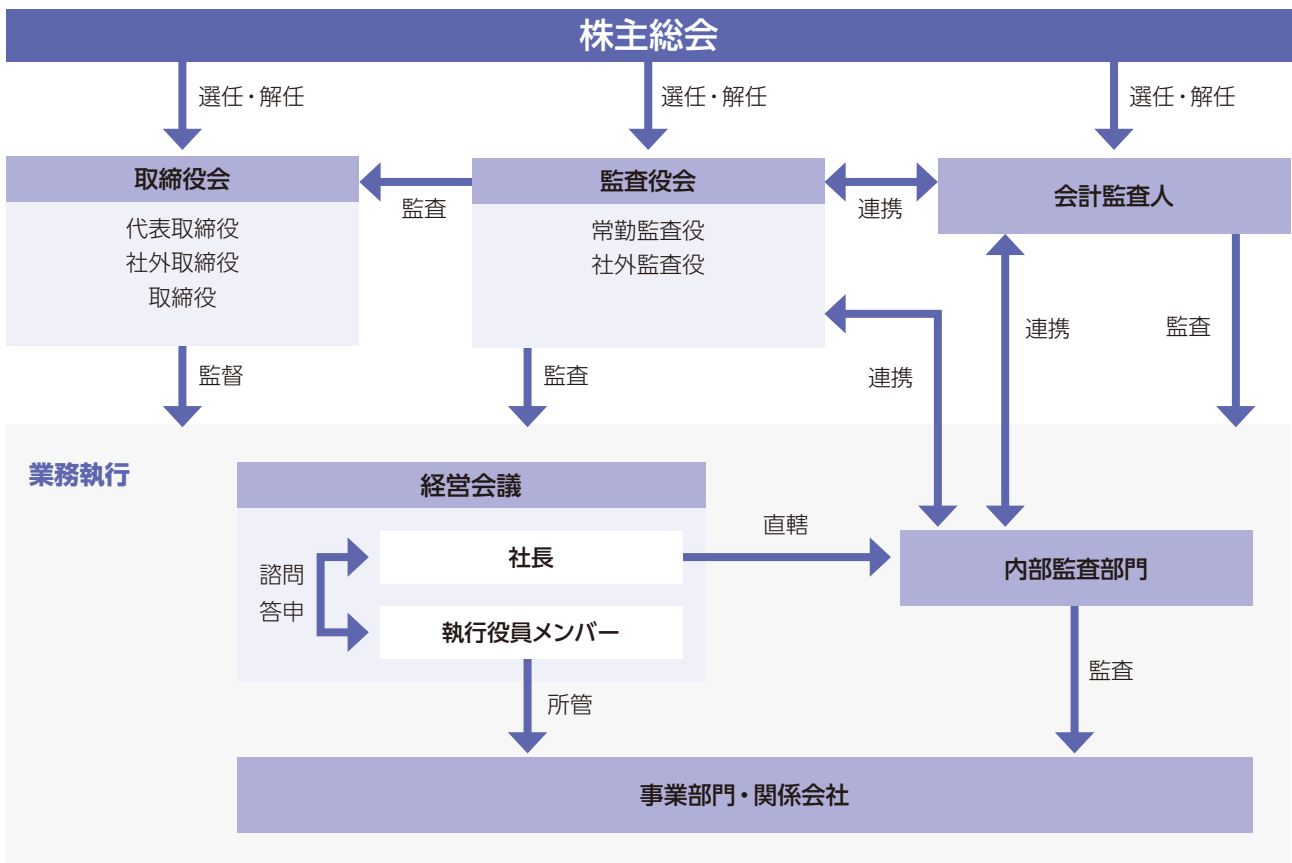 株主総会
選任・解任
選任・解任
選任・解任
取締役会
代表取締役
社外取締役
取締役
監査
監査役会
常勤監査役
社外監査役
連携
会計監査人
監督
監査
連携
連携
監査
業務執行
経営会議
諮問
答申
社長
執行役員メンバー
直轄
内部監査部門
所管
監査
事業部門・関係会社